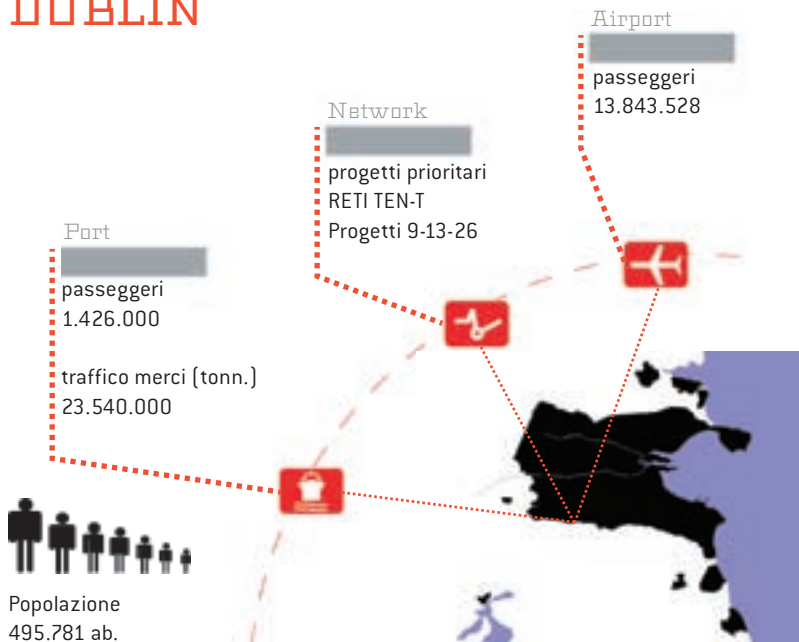 DUBLIN
Airport
passeggeri
13.843.528
Network
progetti prioritari
RETI TEN-T
Progetti 9-13-26
Port
passeggeri
1.426.000
traffico merci (tonn.)
23.540.000
Popolazione
495.781 ab.